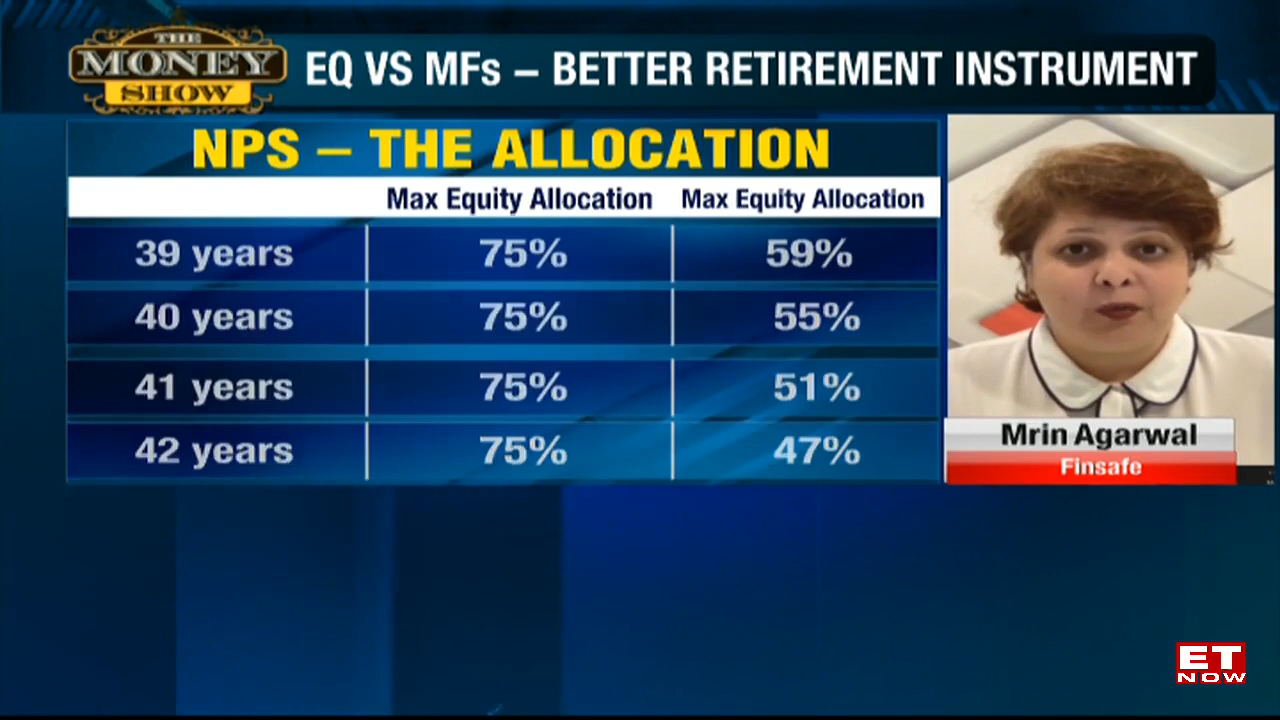 THE
MONEY
SHOW
EQ VS MFs – BETTER RETIREMENT INSTRUMENT
NPS – THE ALLOCATION
Max Equity Allocation Max Equity Allocation
39 years 75% 59%
40 years 75% 55%
41 years 75% 51%
42 years 75% 47%
Mrin Agarwal
Finsafe
ET
NOW